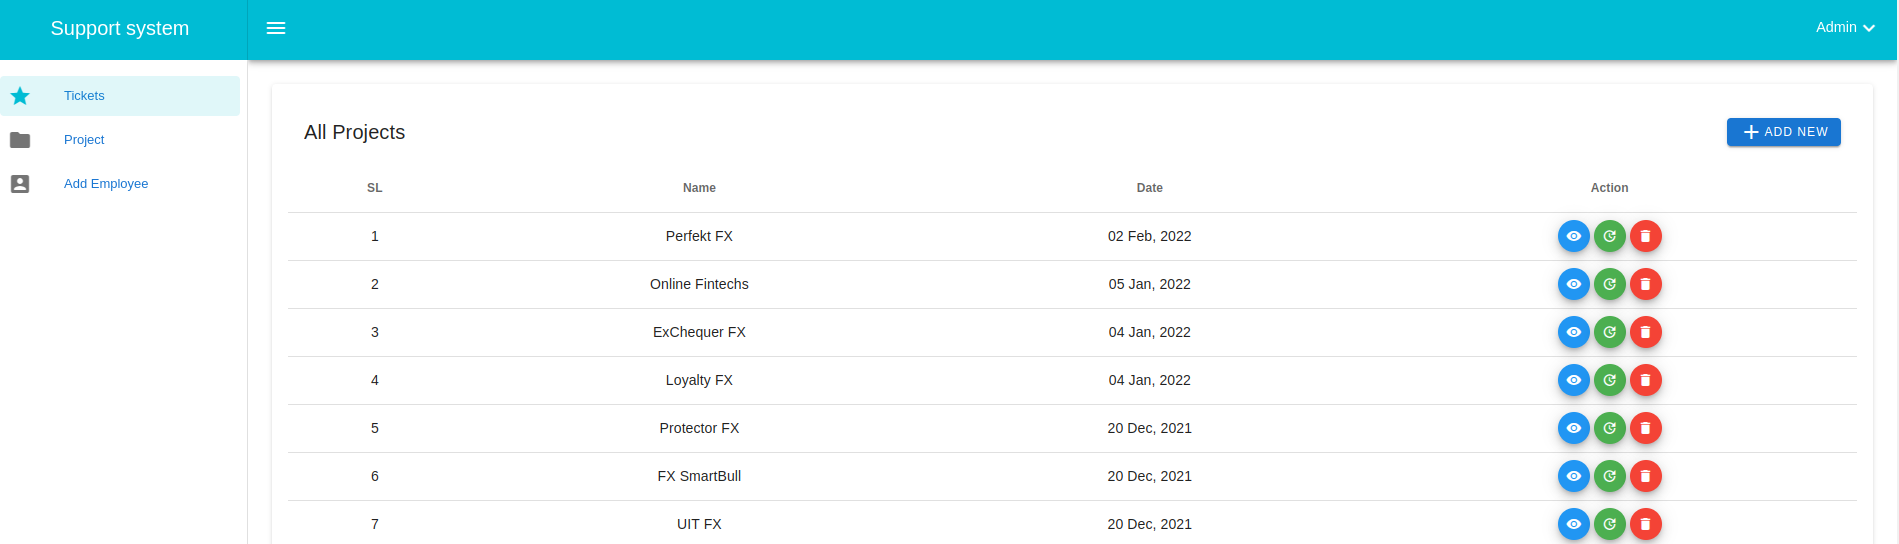 Support system
Admin
Tickets
Project
Add Employee
All Projects
ADD NEW
SL Name Date Action
1 Perfekt FX 02 Feb, 2022
2 Online Fintechs 05 Jan, 2022
3 ExChequer FX 04 Jan, 2022
4 Loyalty FX 04 Jan, 2022
5 Protector FX 20 Dec, 2021
6 FX SmartBull 20 Dec, 2021
7 UIT FX 20 Dec, 2021